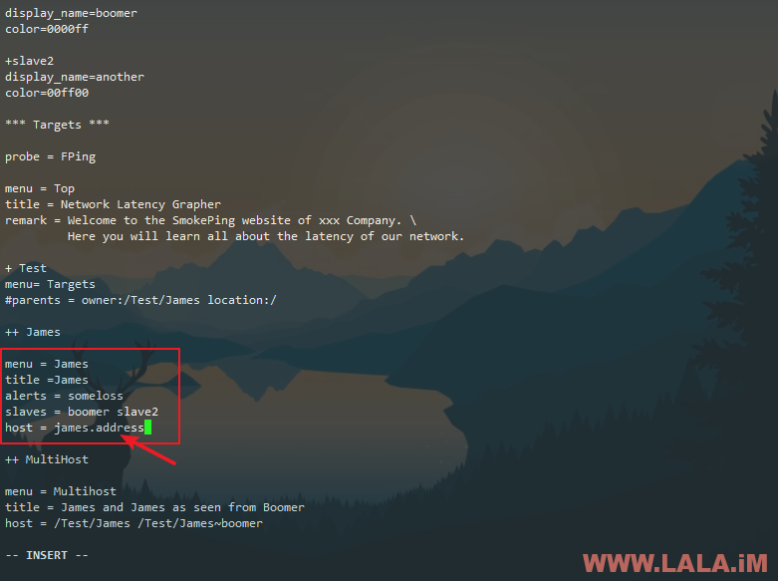 display_name=boomer
color=0000ff
+slave2
display_name=another
color=00ff00
*** Targets ***
probe = FPing
menu = Top
title = Network Latency Grapher
remark = Welcome to the SmokePing website of xxx Company. \
Here you will learn all about the latency of our network.
+ Test
menu= Targets
#parents = owner:/Test/James location:/
++ James
menu = James
title =James
alerts = someloss
slaves = boomer slave2
host = james.address
++ MultiHost
menu = Multihost
title = James and James as seen from Boomer
host = /Test/James /Test/James~boomer
-- INSERT --
WWW.LALA.iM